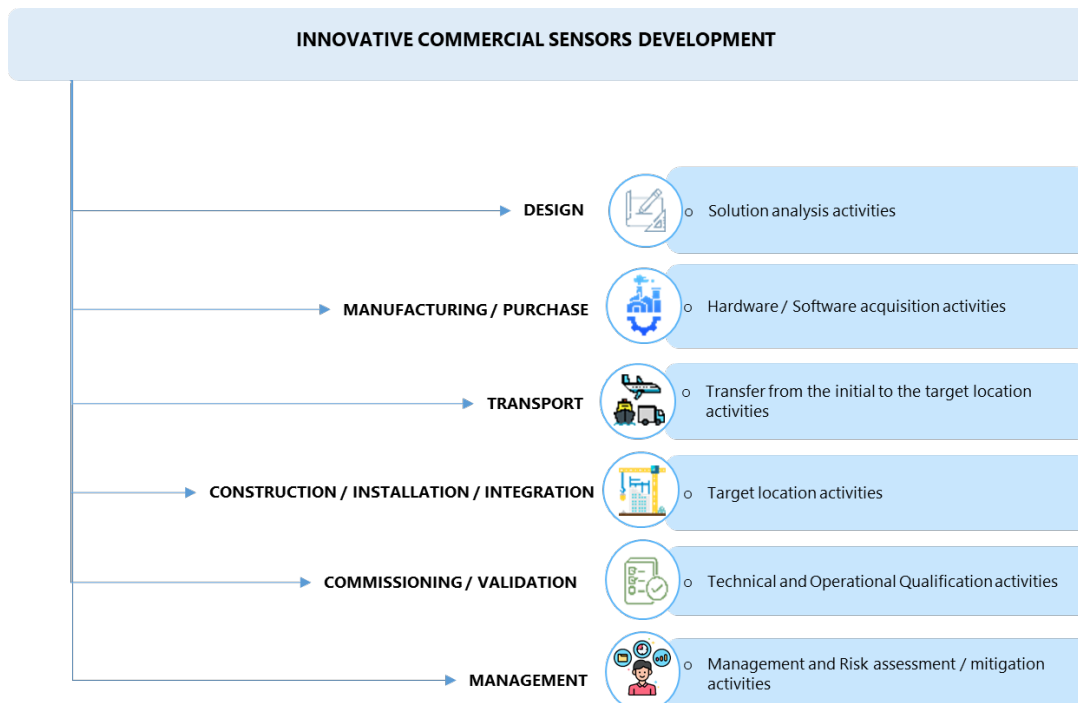 INNOVATIVE COMMERCIAL SENSORS DEVELOPMENT
DESIGN
o Solution analysis activities
MANUFACTURING / PURCHASE
o Hardware / Software acquisition activities
TRANSPORT
o Transfer from the initial to the target location
activities
CONSTRUCTION / INSTALLATION / INTEGRATION
o Target location activities
COMMISSIONING / VALIDATION
o Technical and Operational Qualification activities
MANAGEMENT
o Management and Risk assessment / mitigation
activities